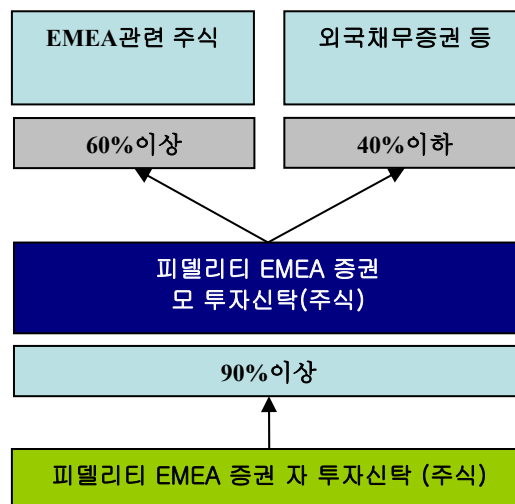 EMEA관련 주식
외국채무증권 등
60%이상
40%이하
피델리티 EMEA 증권
모 투자신탁(주식)
90%이상
피델리티 EMEA 증권 자 투자신탁 (주식)